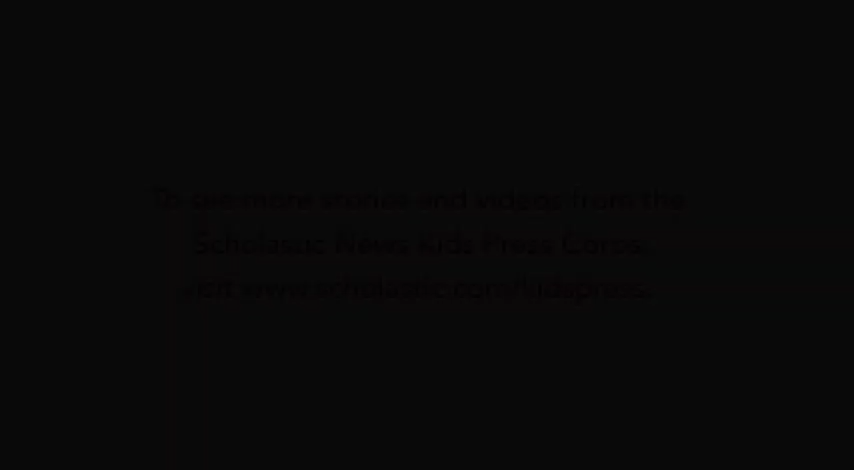 To see more stories and videos from the
Scholastic News Kids Press Corps,
visit www.scholastic.com/kidspress.